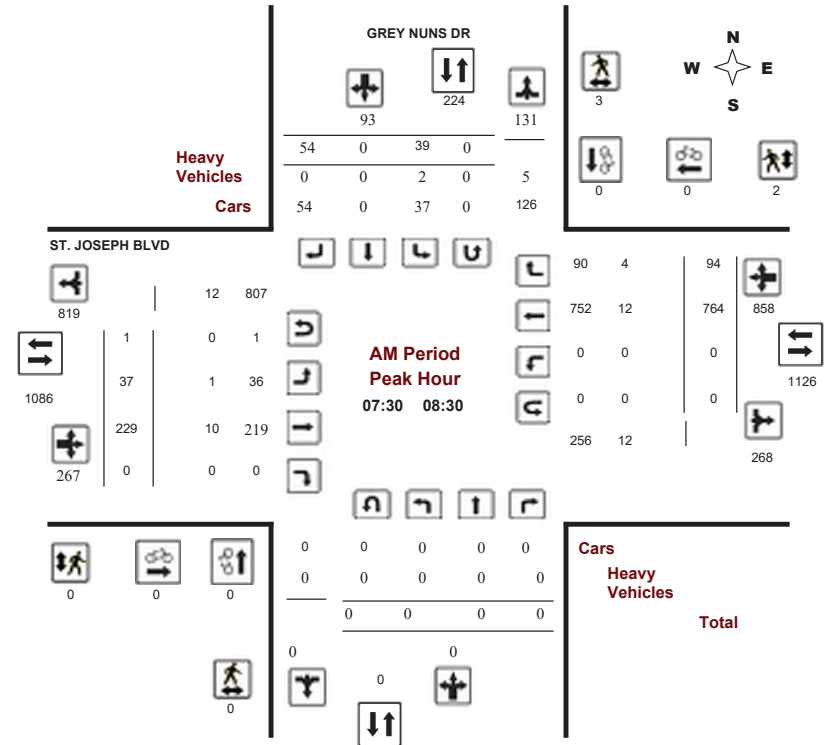 GREY NUNS DR
N
W E
S
224
3
93 131
54 0 39 0
Heavy
Vehicles
0 0 2 0 5
0 0 2
Cars
54 0 37 0 126
ST. JOSEPH BLVD
90 4 94
12 807
819
752 12 764 858
1 0 1
AM Period
Peak Hour
07:30 08:30
0 0 0
37 1 36
1086
1126
0 0 0
229 10 219
256 12
268
267
0 0 0
0 0 0 0 0
Cars
0 0 0 0 0
Heavy
Vehicles
0 0 0
0 0 0 0
Total
0 0
0
0